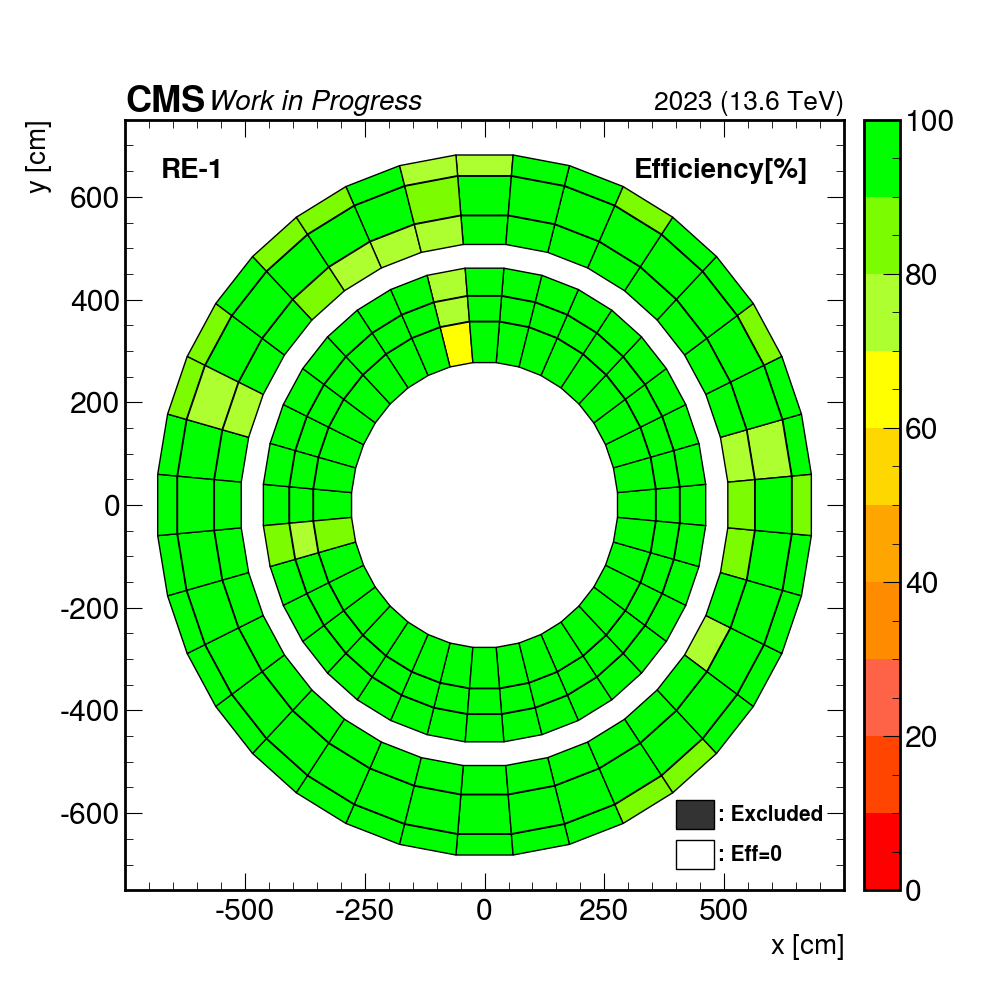 CMS Work in Progress 2023 (13.6 TeV)
y [cm]
RE-1 Efficiency[%]
600
400
200
0
-200
-400
-600
-500 -250 0 250 500
x [cm]
100
80
60
40
20
0
: Excluded
: Eff=0